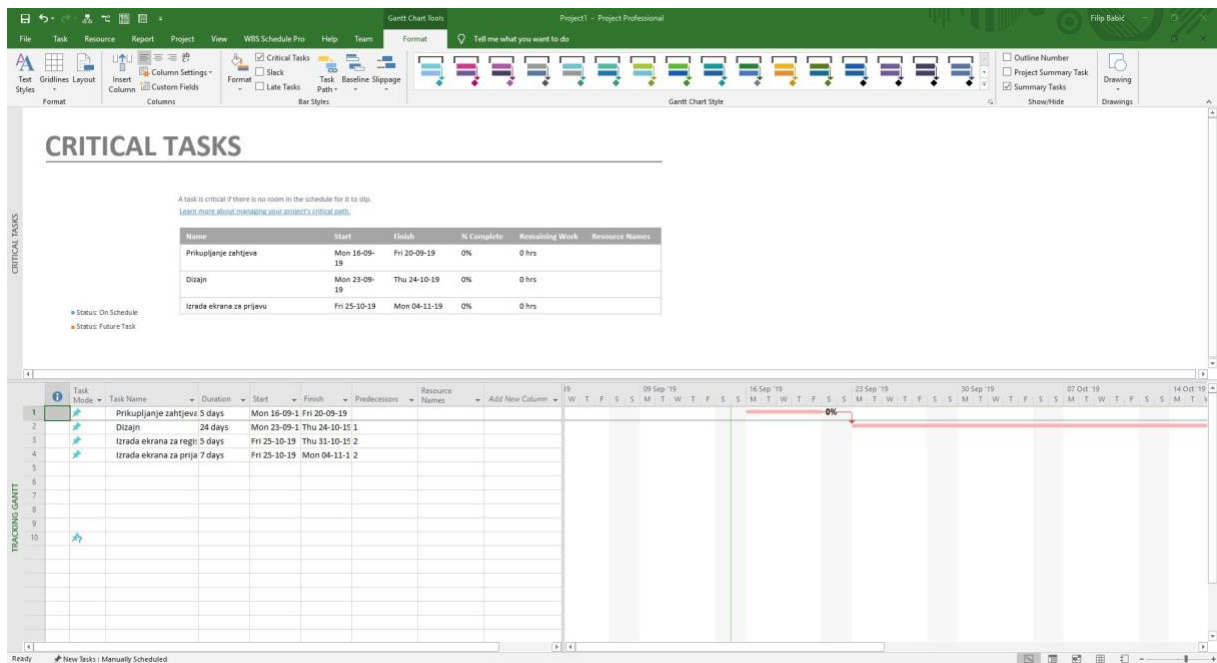 Gantt Chart Tools
Project1 - Project Professional
Filip Babić
File Task Resource Report Project View WBS Schedule Pro Help Team Format Tell me what you want to do
Text Styles
Gridlines
Layout
Format
Insert Column
Column Settings
Custom Fields
Columns
Format
Critical Tasks
Slack
Late Tasks
Task Path
Baseline
Slippage
Bar Styles
Gantt Chart Style
Outline Number
Project Summary Task
Summary Tasks
Show/Hide
Drawing
Drawings
CRITICAL TASKS
CRITICAL TASKS
A task is critical if there is no room in the schedule for it to slip.
Learn more about managing your project's critical path.
Name Start Finish % Complete Remaining Work Resource Names
Prikupljanje zahtjeva Mon 16-09-19 Fri 20-09-19 0% 0 hrs
Dizajn Mon 23-09-19 Thu 24-10-19 0% 0 hrs
Izrada ekrana za prijavu Fri 25-10-19 Mon 04-11-19 0% 0 hrs
Status: On Schedule
Status: Future Task
TRACKING GANTT
Task Mode Task Name Duration Start Finish Predecessors Resource Names Add New Column
1 Prikupljanje zahtjeva 5 days Mon 16-09-1 Fri 20-09-19
2 Dizajn 24 days Mon 23-09-1 Thu 24-10-19 1
3 Izrada ekrana za regis 5 days Fri 25-10-19 Thu 31-10-19 2
4 Izrada ekrana za prija 7 days Fri 25-10-19 Mon 04-11-1 2
5
6
7
8
9
10
19 09 Sep '19 16 Sep '19 23 Sep '19 30 Sep '19 07 Oct '19 14 Oct '19
W T F S S M T W T F S S M T W T F S S M T W T F S S M T W T F S S M T W T F S S M T
0%
Ready New Tasks : Manually Scheduled